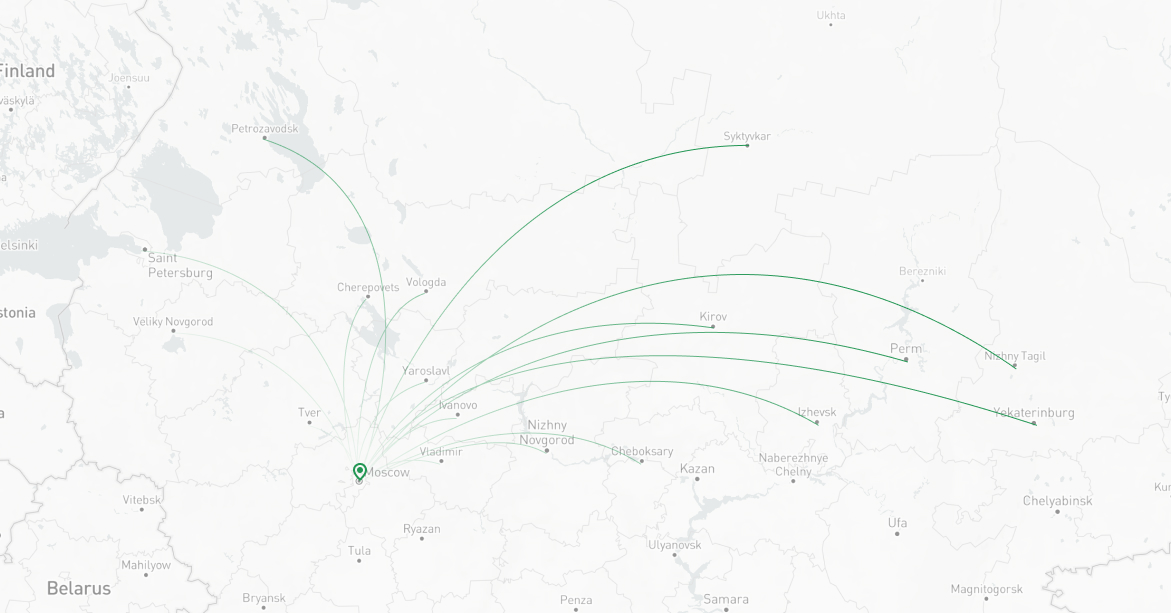 Ukhta
Finland
Joensuu
väskylä
Petrozavodsk
Syktyvkar
a
elsinki
Saint
Petersburg
Berezniki
Vologda
Cherepovets
stonia
Veliky Novgorod
Kirov
Perm
Nizhny Tagil
Yaroslavl
Ivanovo
a
Tver
Izhevsk
Yekaterinburg
Ty
Nizhny
Novgorod
Vladimir
Cheboksary
Naberezhnye
Chelny
Kazan
Moscow
Kur
Vitebsk
Chelyabinsk
Ryazan
Ufa
Tula
Ulyanovsk
Mahilyow
Belarus
Magnitogorsk
Bryansk
Penza
Samara